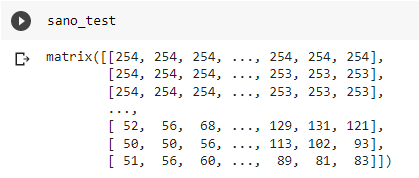 sano_test
matrix([[254, 254, 254, ..., 254, 254, 254],
        [254, 254, 254, ..., 253, 253, 253],
        [254, 254, 254, ..., 253, 253, 253],
        ...,
        [ 52,  56,  68, ..., 129, 131, 121],
        [ 50,  50,  56, ..., 113, 102,  93],
        [ 51,  56,  60, ...,  89,  81,  83]])